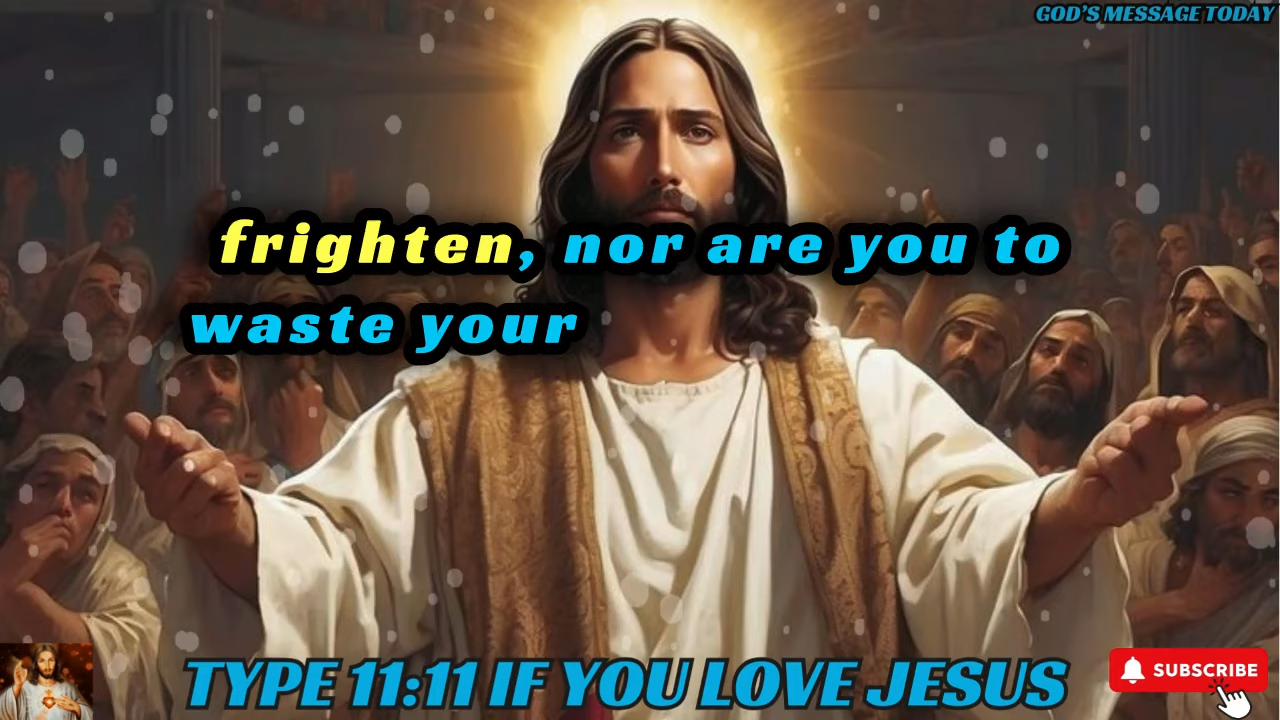 GOD'S MESSAGE TODAY
frighten, nor are you to
waste your
TYPE 11:11 IF YOU LOVE JESUS
SUBSCRIBE